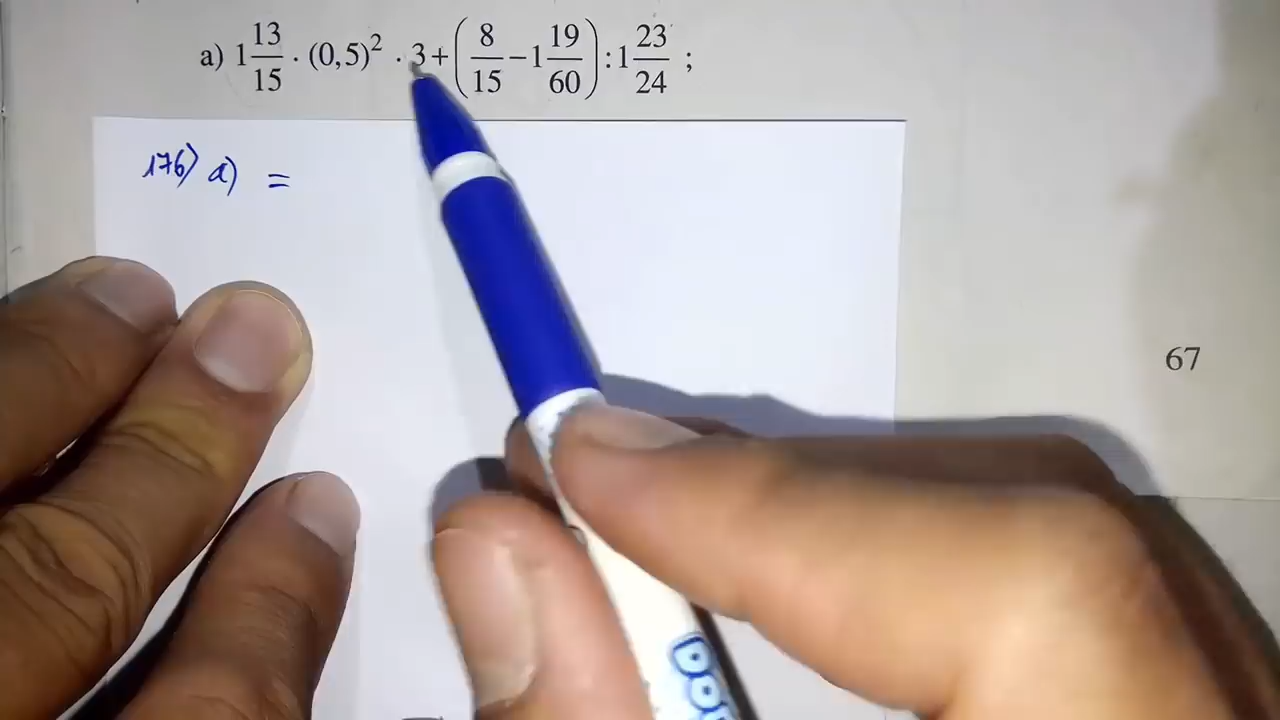 a) 1 13/15 · (0,5)² · 3 + (8/15 − 1 19/60) : 1 23/24 ;
176) a) =
67